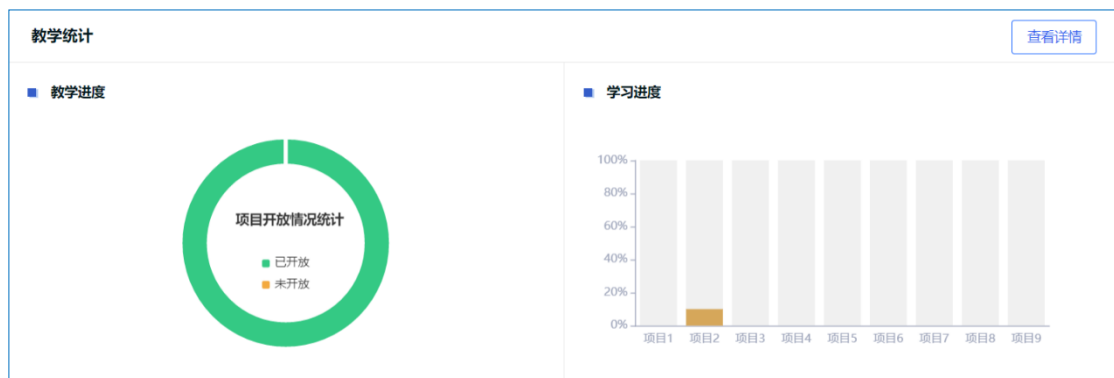 教学统计
查看详情
教学进度
项目开放情况统计
已开放
未开放
学习进度
100%
80%
60%
40%
20%
0%
项目1 项目2 项目3 项目4 项目5 项目6 项目7 项目8 项目9